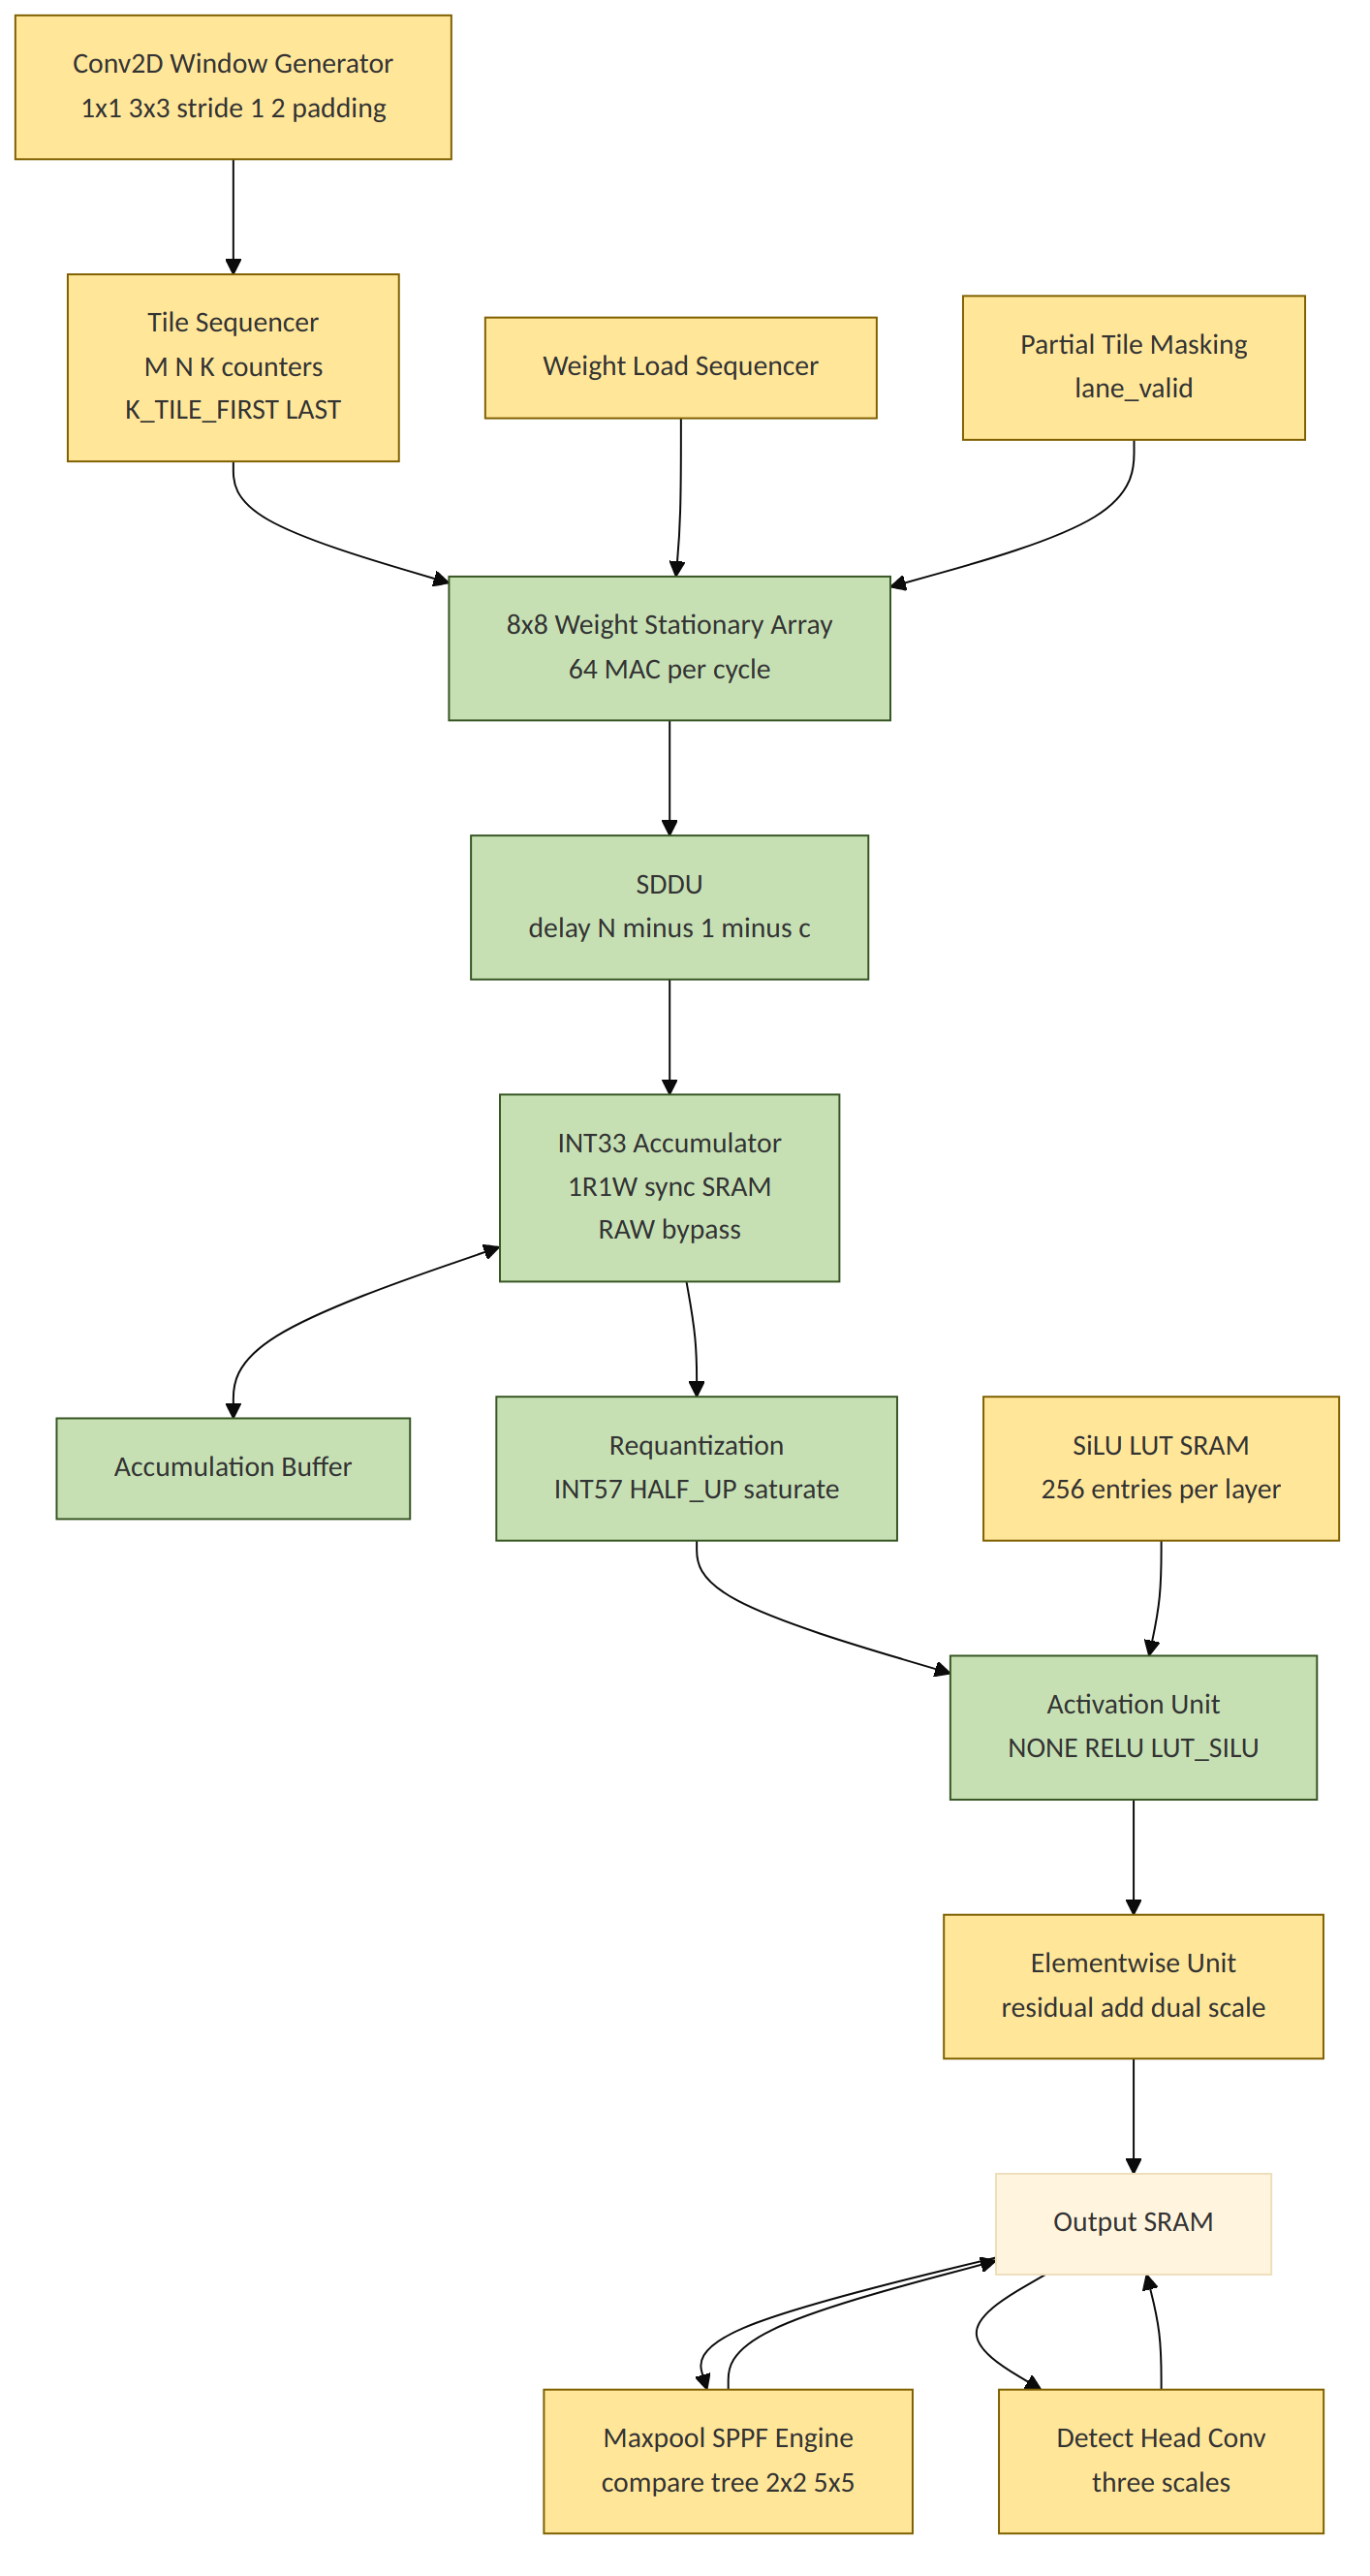 Conv2D Window Generator
1x1 3x3 stride 1 2 padding
Tile Sequencer
M N K counters
K_TILE_FIRST LAST
Weight Load Sequencer
Partial Tile Masking
lane_valid
8x8 Weight Stationary Array
64 MAC per cycle
SDDU
delay N minus 1 minus c
INT33 Accumulator
1R1W sync SRAM
RAW bypass
Accumulation Buffer
Requantization
INT57 HALF_UP saturate
SiLU LUT SRAM
256 entries per layer
Activation Unit
NONE RELU LUT_SILU
Elementwise Unit
residual add dual scale
Output SRAM
Maxpool SPPF Engine
compare tree 2x2 5x5
Detect Head Conv
three scales